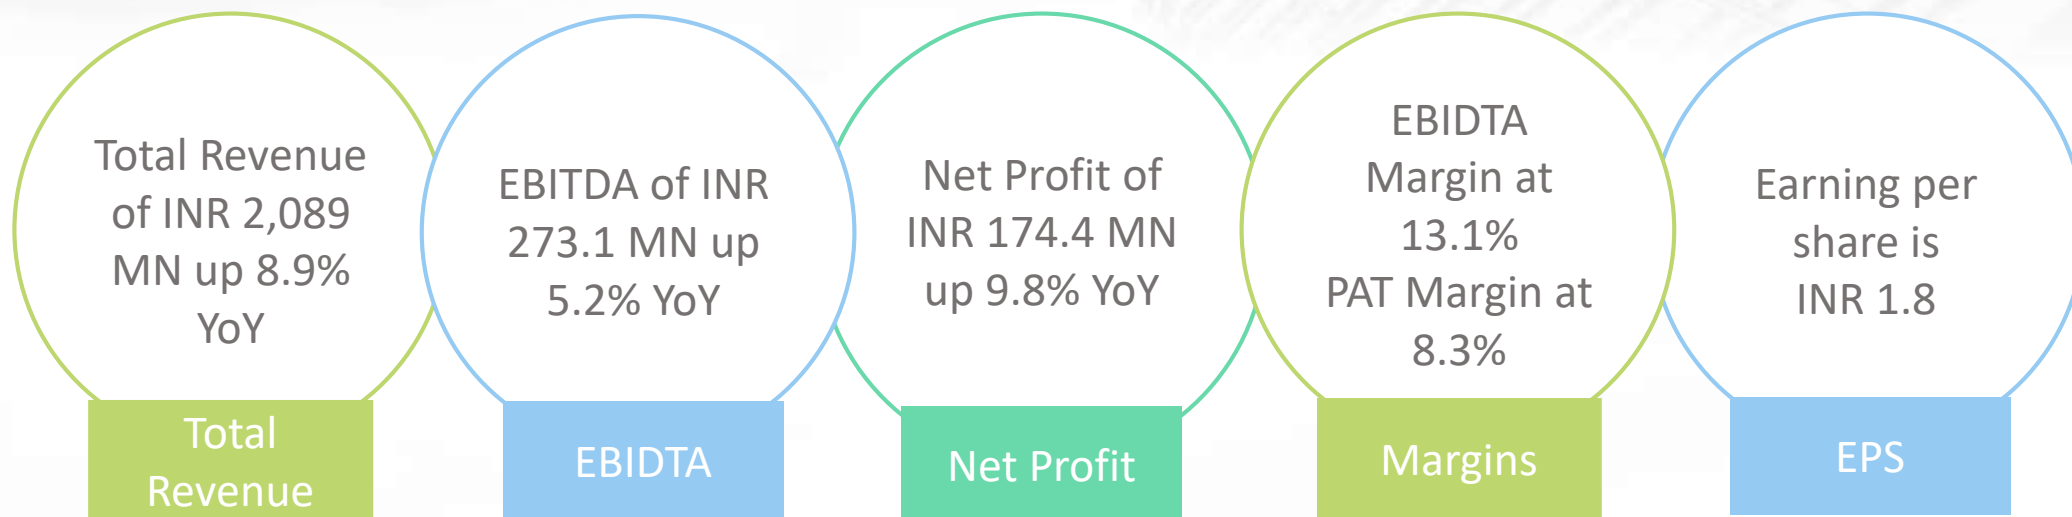 Total Revenue
of INR 2,089
MN up 8.9%
YoY
Total
Revenue
EBITDA of INR
273.1 MN up
5.2% YoY
EBIDTA
Net Profit of
INR 174.4 MN
up 9.8% YoY
Net Profit
EBIDTA
Margin at
13.1%
PAT Margin at
8.3%
Margins
Earning per
share is
INR 1.8
EPS